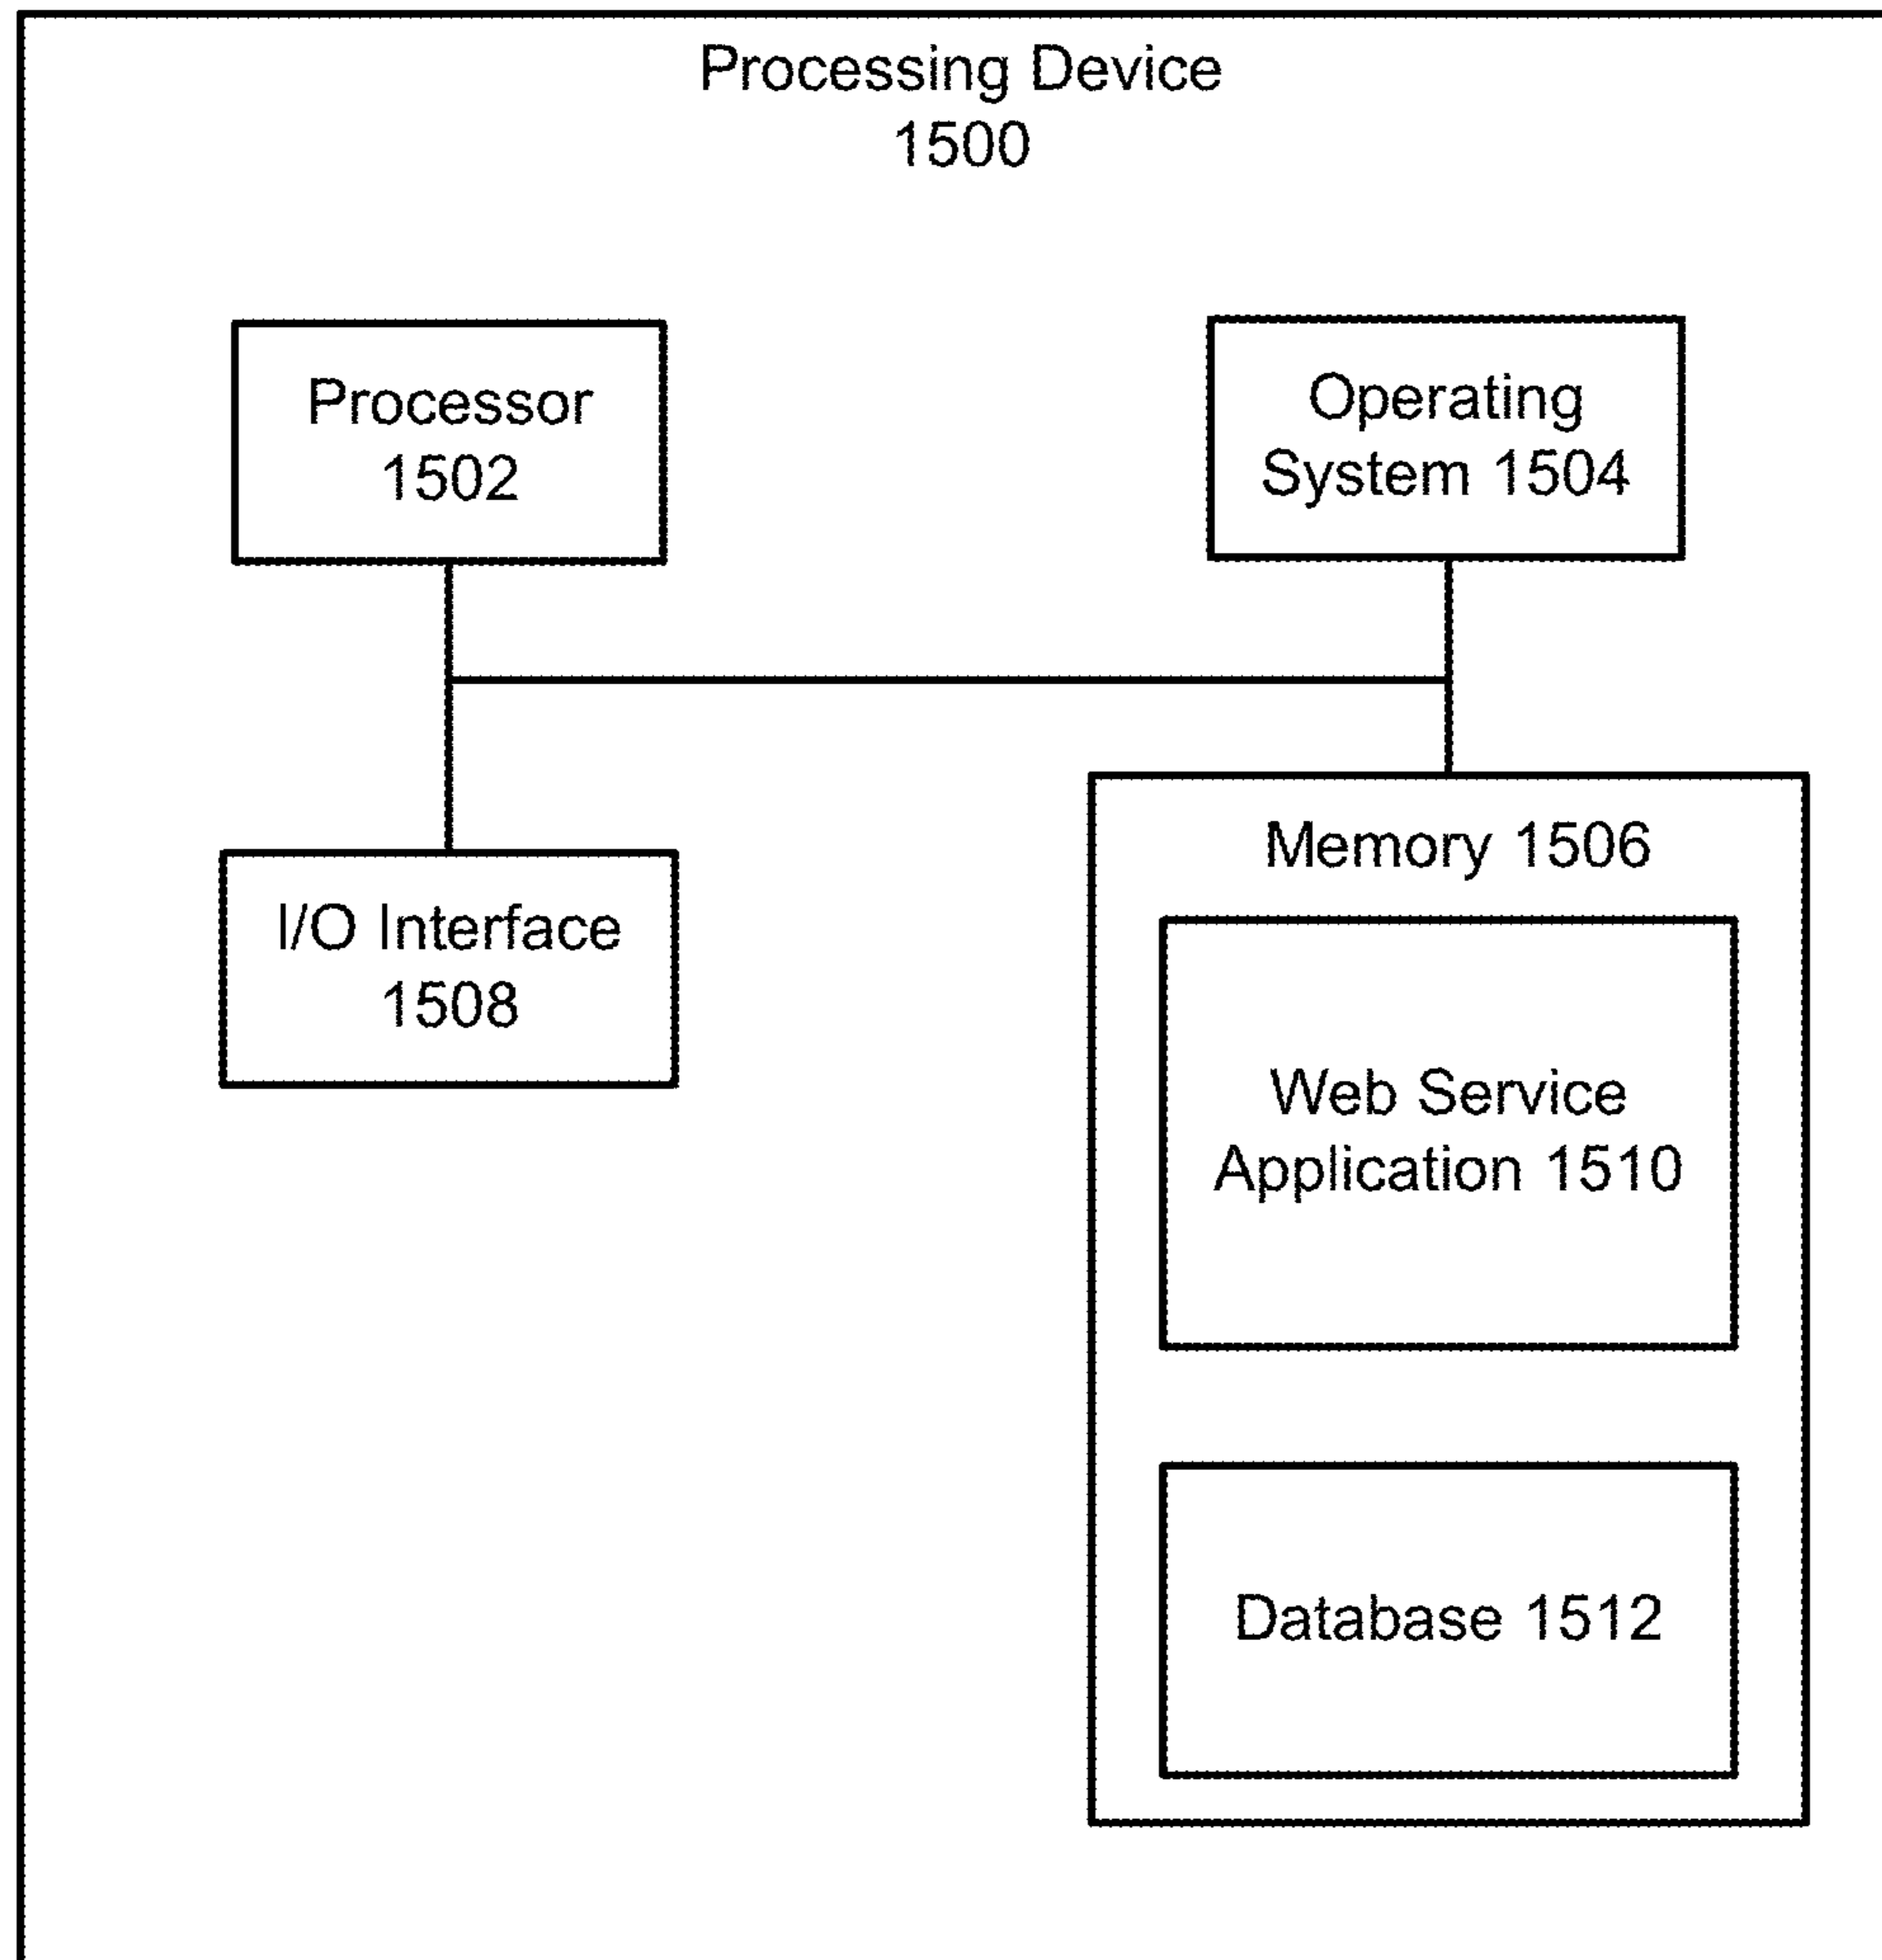 Processing Device
1500
Processor
1502
Operating
System 1504
I/O Interface
1508
Memory 1506
Web Service
Application 1510
Database 1512